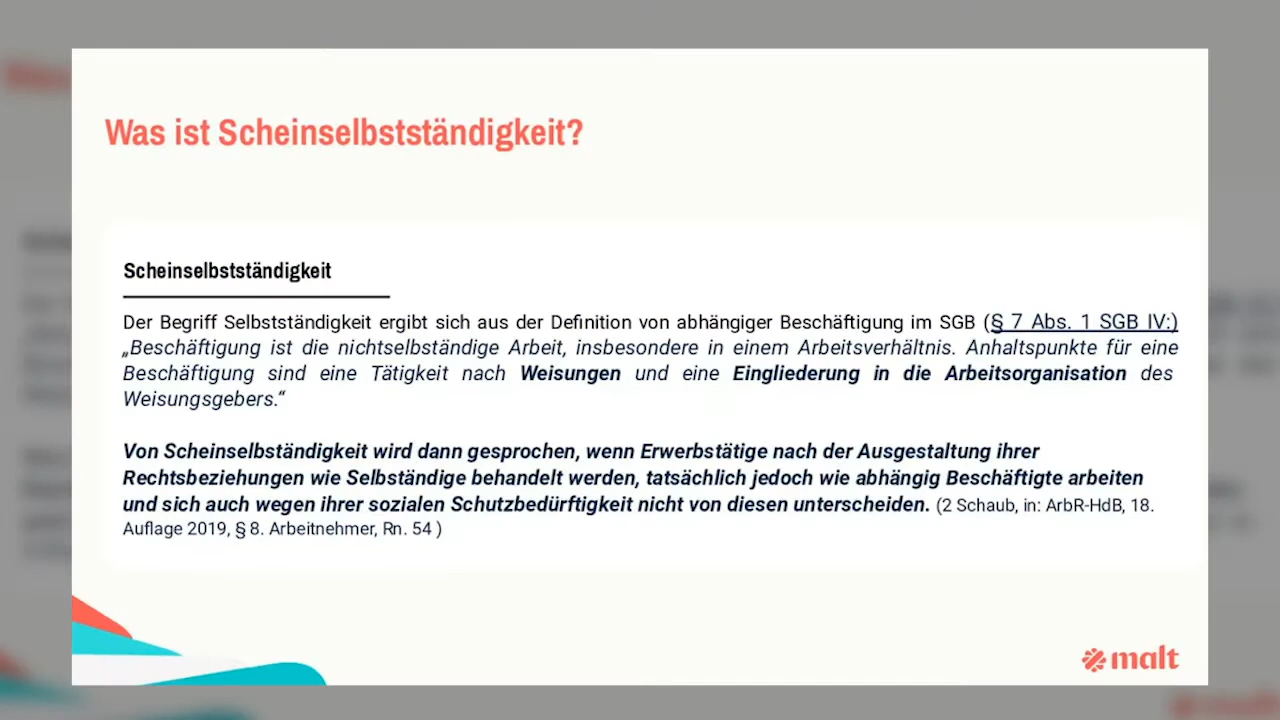 Was ist Scheinselbstständigkeit?
Scheinselbstständigkeit
Der Begriff Selbstständigkeit ergibt sich aus der Definition von abhängiger Beschäftigung im SGB (§ 7 Abs. 1 SGB IV:)
„Beschäftigung ist die nichtselbständige Arbeit, insbesondere in einem Arbeitsverhältnis. Anhaltspunkte für eine
Beschäftigung sind eine Tätigkeit nach Weisungen und eine Eingliederung in die Arbeitsorganisation des
Weisungsgebers.“
Von Scheinselbständigkeit wird dann gesprochen, wenn Erwerbstätige nach der Ausgestaltung ihrer
Rechtsbeziehungen wie Selbständige behandelt werden, tatsächlich jedoch wie abhängig Beschäftigte arbeiten
und sich auch wegen ihrer sozialen Schutzbedürftigkeit nicht von diesen unterscheiden. (2 Schaub, in: ArbR-HdB, 18.
Auflage 2019, § 8. Arbeitnehmer, Rn. 54 )
malt